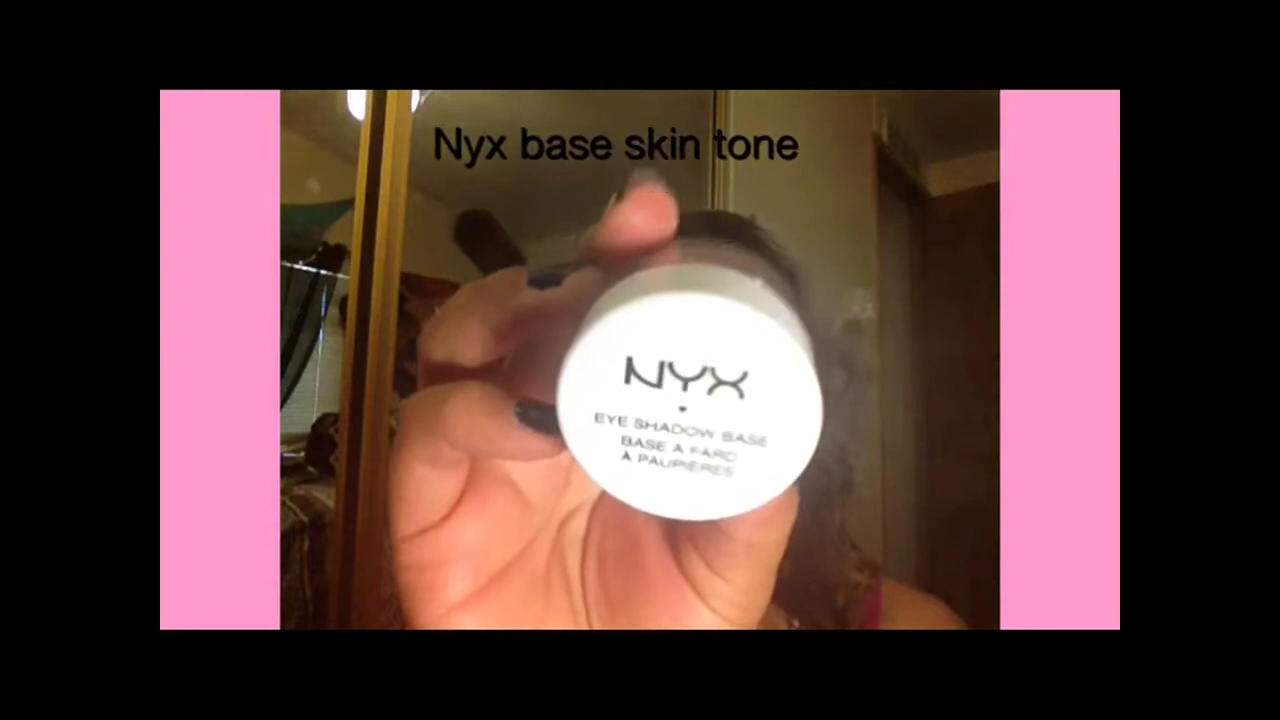 Nyx base skin tone
NYX
EYE SHADOW BASE
BASE A FARD
À PAUPIÈRES